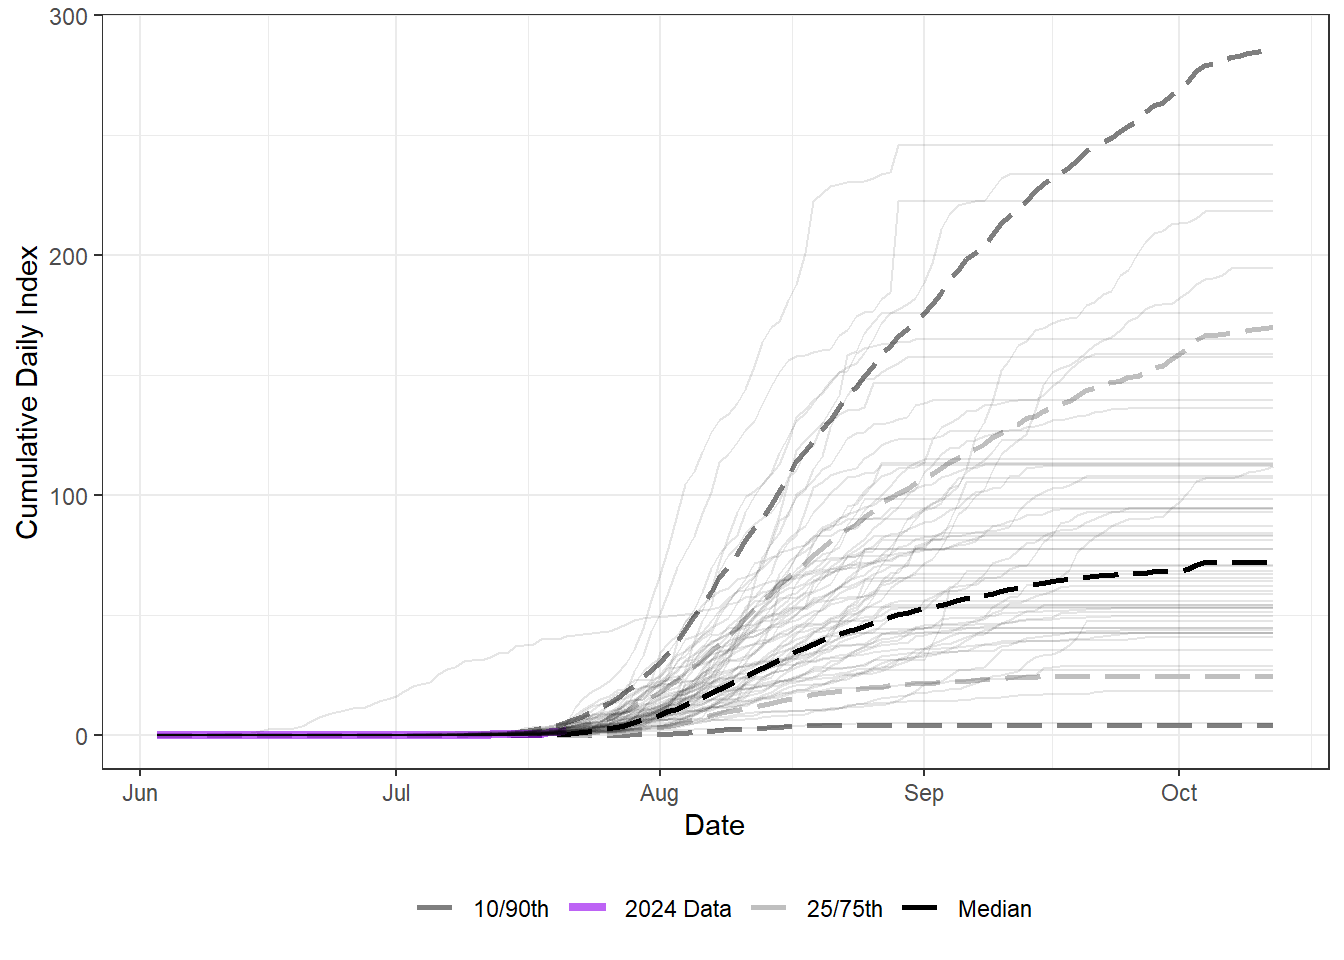 300
200
100
0
Cumulative Daily Index
Jun Jul Aug Sep Oct
Date
10/90th 2024 Data 25/75th Median